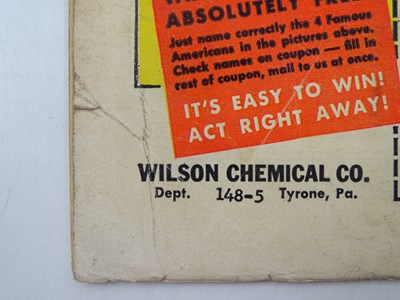 ABSOLUTELY
Just name correctly the 4 Famous
Americans in the pictures above.
Check names on coupon — fill in
rest of coupon, mail to us at once.
IT'S EASY TO WIN!
ACT RIGHT AWAY!
WILSON CHEMICAL CO.
Dept. 148-5 Tyrone, Pa.